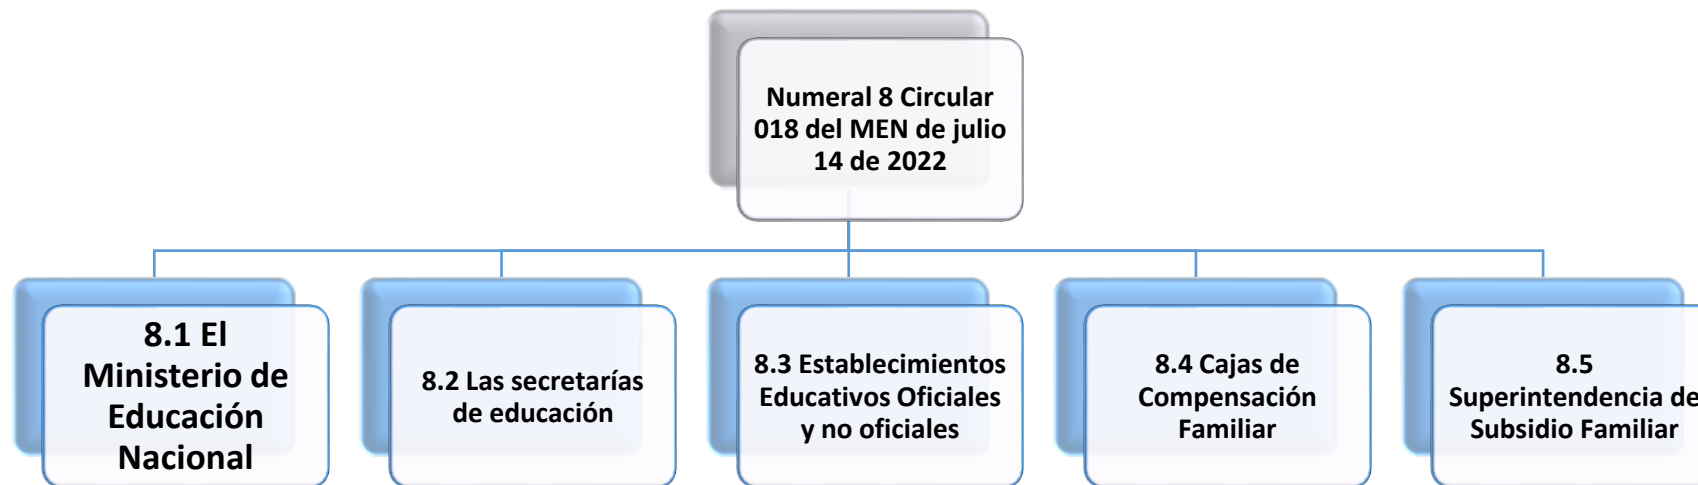 Numeral 8 Circular
018 del MEN de julio
14 de 2022
8.1 El
Ministerio de
Educación
Nacional
8.2 Las secretarías
de educación
8.3 Establecimientos
Educativos Oficiales
y no oficiales
8.4 Cajas de
Compensación
Familiar
8.5
Superintendencia de
Subsidio Familiar